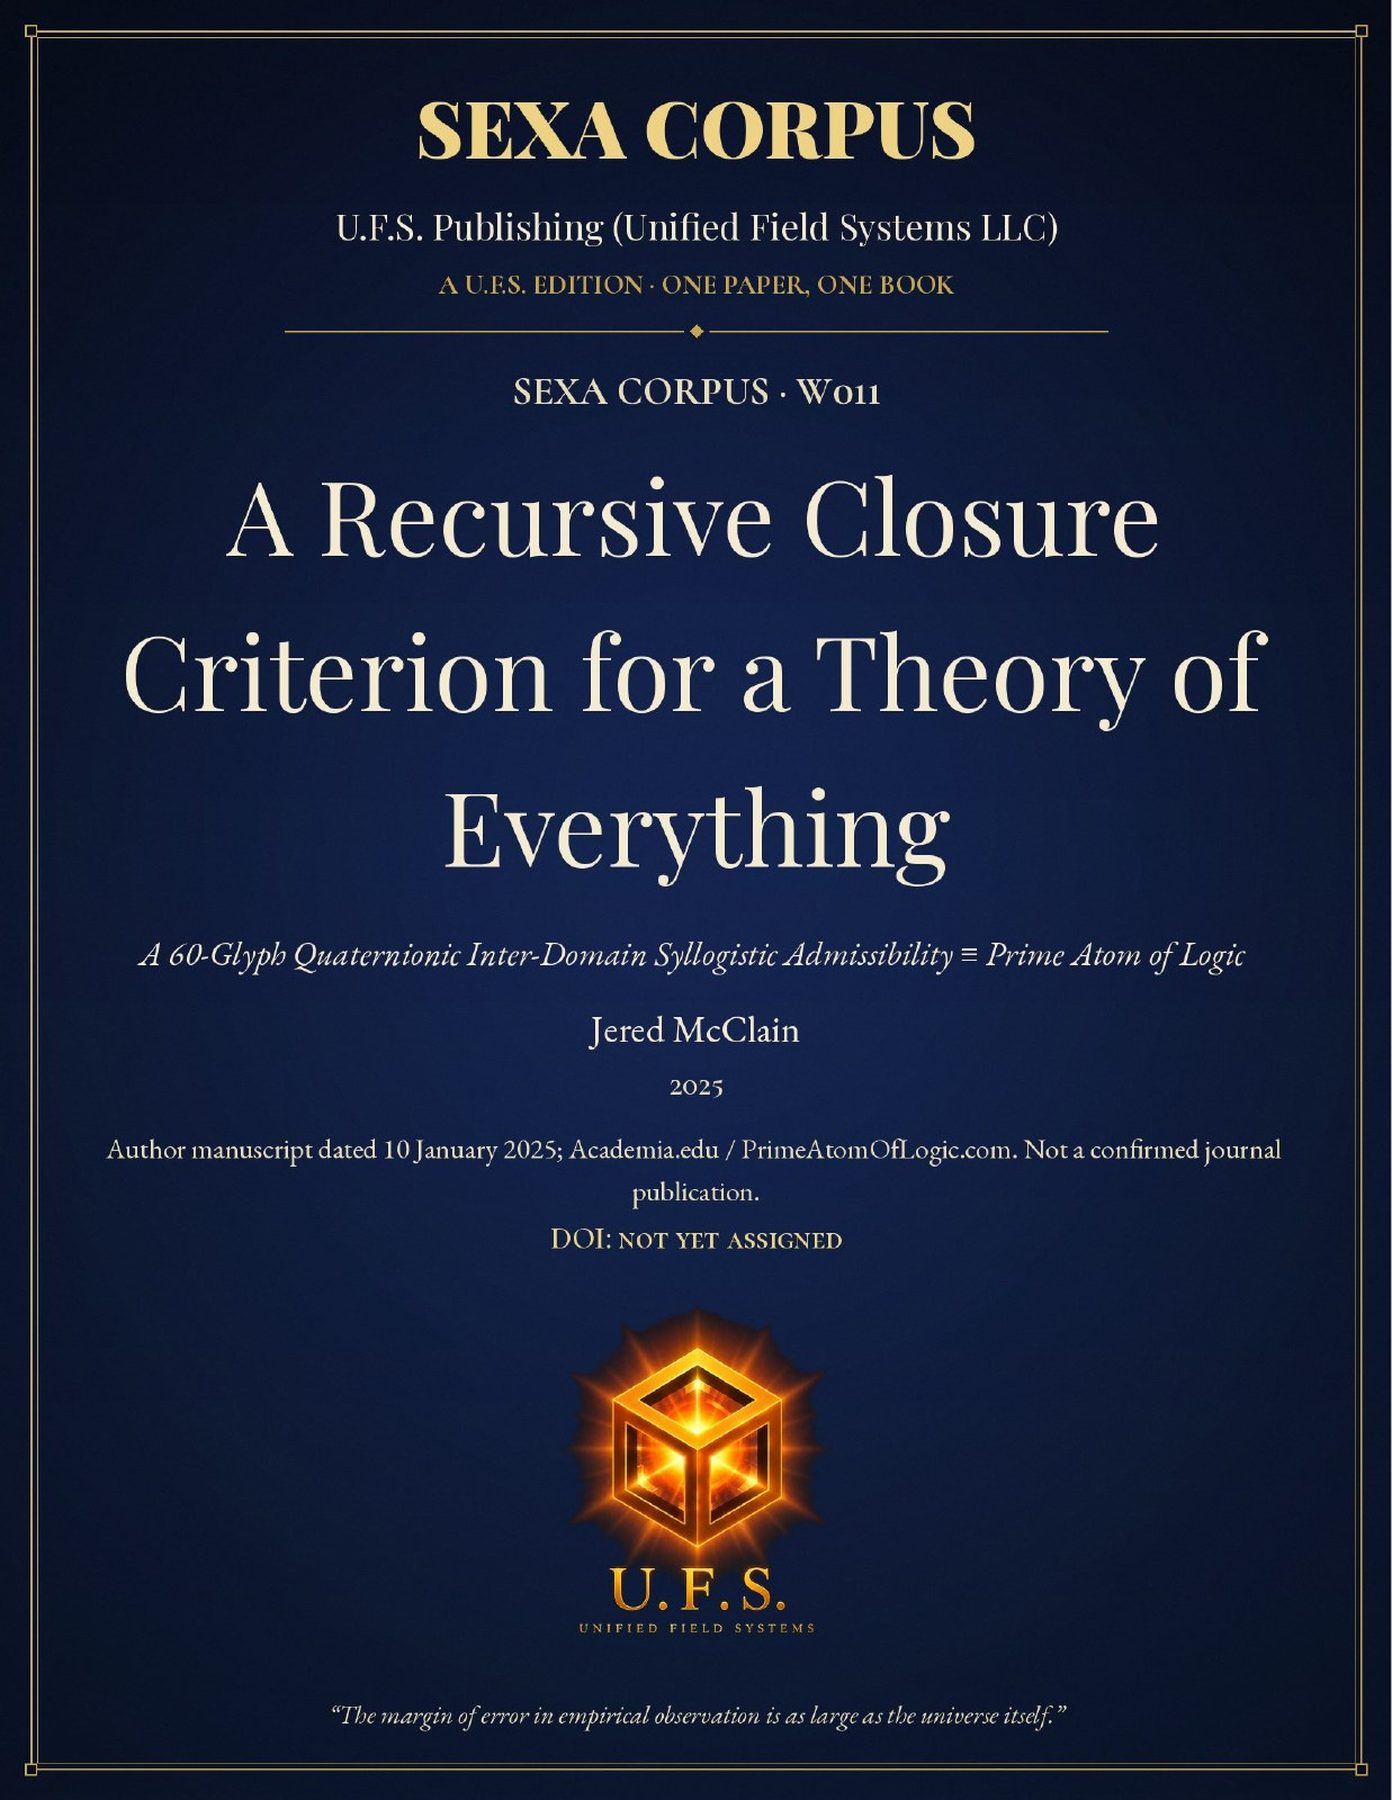 SEXA CORPUS
U.F.S. Publishing (Unified Field Systems LLC)
A U.F.S. EDITION · ONE PAPER, ONE BOOK
SEXA CORPUS · W011
A Recursive Closure
Criterion for a Theory of
Everything
A 60-Glyph Quaternionic Inter-Domain Syllogistic Admissibility ≡ Prime Atom of Logic
Jered McClain
2025
Author manuscript dated 10 January 2025; Academia.edu / PrimeAtomOfLogic.com. Not a confirmed journal
publication.
DOI: NOT YET ASSIGNED
U.F.S.
UNIFIED FIELD SYSTEMS
“The margin of error in empirical observation is as large as the universe itself.”